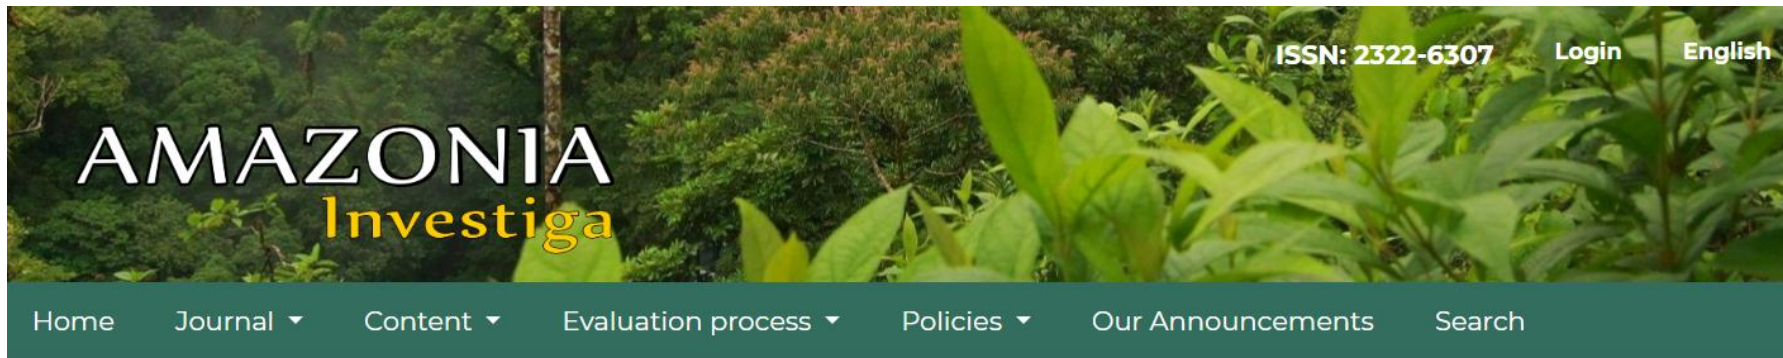 ISSN: 2322-6307 Login English
AMAZONIA
Investiga
Home Journal Content Evaluation process Policies Our Announcements Search